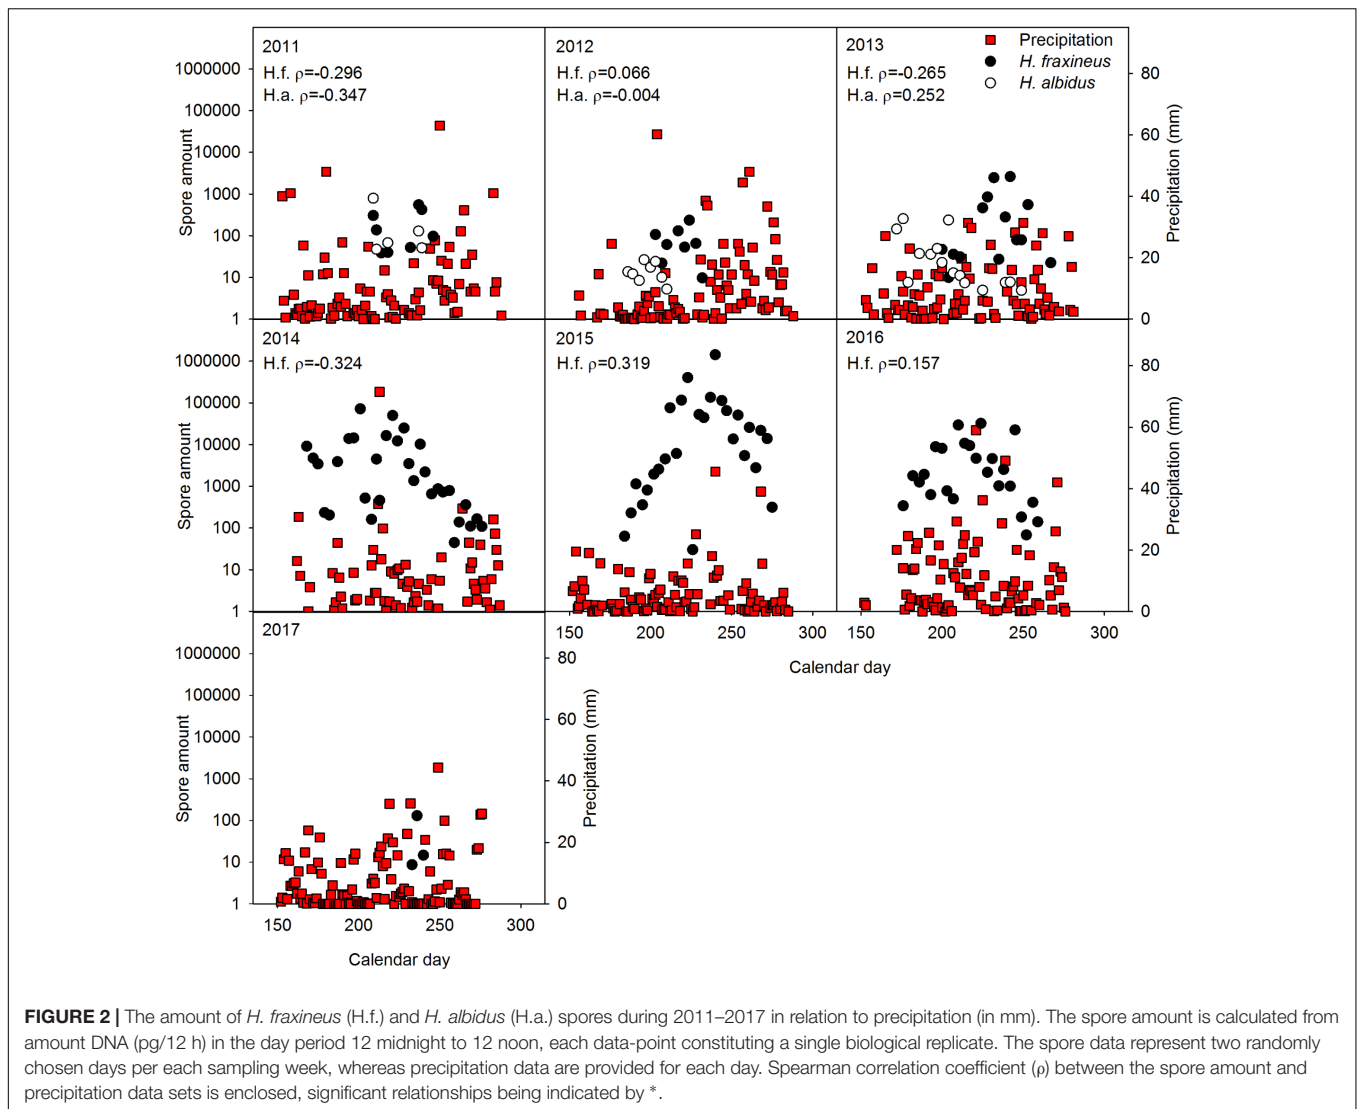 2011
H.f. ρ=-0.296
H.a. ρ=-0.347
2012
H.f. ρ=0.066
H.a. ρ=-0.004
2013
H.f. ρ=-0.265
H.a. ρ=0.252
Precipitation
H. fraxineus
H. albidus
1000000
100000
10000
1000
100
10
1
Spore amount
80
60
40
20
0
Precipitation (mm)
2014
H.f. ρ=-0.324
2015
H.f. ρ=0.319
2016
H.f. ρ=0.157
1000000
100000
10000
1000
100
10
1
Spore amount
80
60
40
20
0
Precipitation (mm)
150 200 250 300
150 200 250 300
Calendar day
2017
1000000
100000
10000
1000
100
10
1
Spore amount
80
60
40
20
0
Precipitation (mm)
150 200 250 300
Calendar day
FIGURE 2 | The amount of H. fraxineus (H.f.) and H. albidus (H.a.) spores during 2011–2017 in relation to precipitation (in mm). The spore amount is calculated from
amount DNA (pg/12 h) in the day period 12 midnight to 12 noon, each data-point constituting a single biological replicate. The spore data represent two randomly
chosen days per each sampling week, whereas precipitation data are provided for each day. Spearman correlation coefficient (ρ) between the spore amount and
precipitation data sets is enclosed, significant relationships being indicated by *.